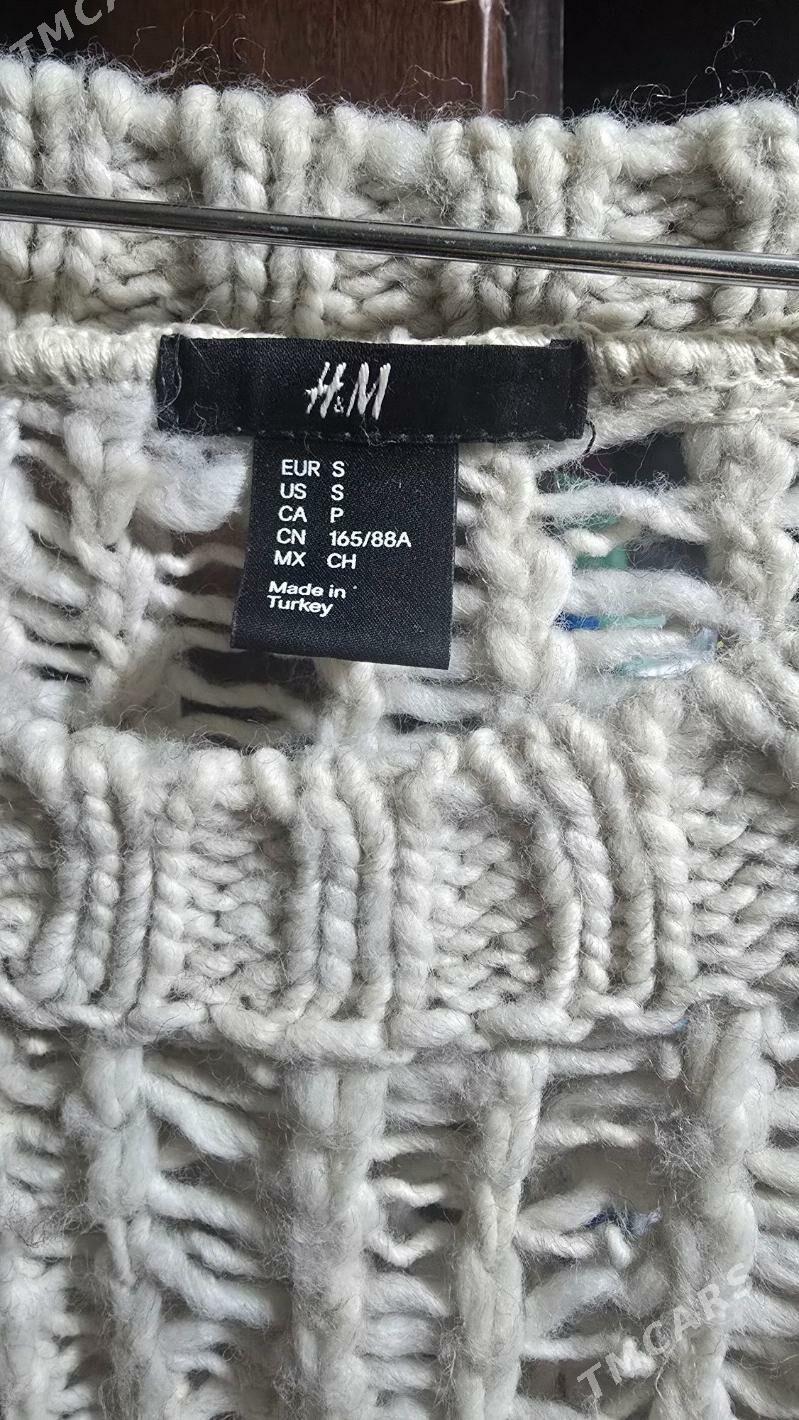 TMCARS
H&M
EUR S
US S
CA P
CN 165/88A
MX CH
Made in
Turkey
TMCARS